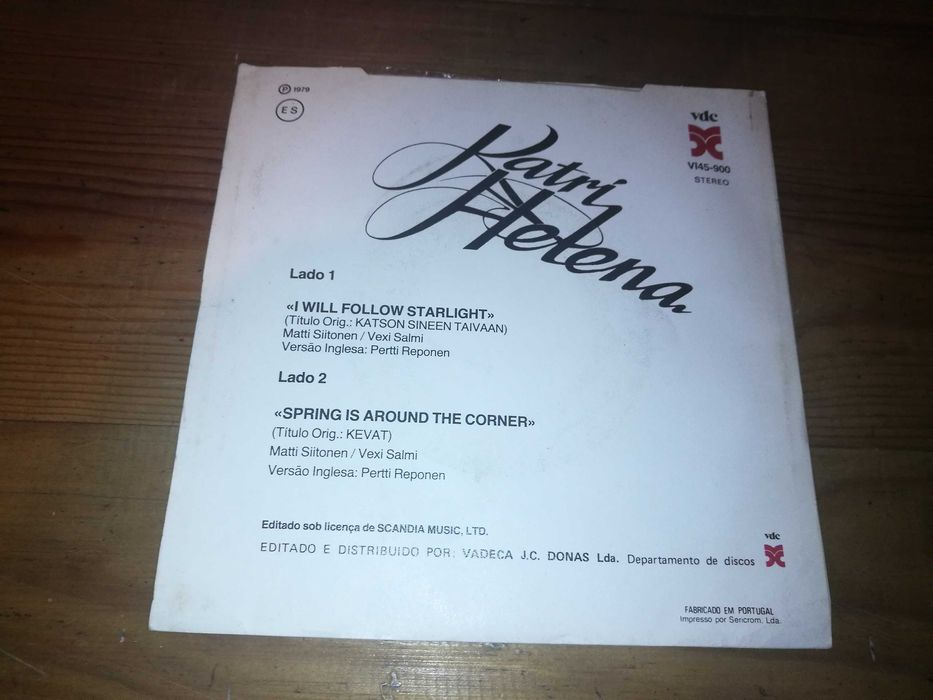 ℗ 1979
ES
vdc
VI45-900
STEREO
Katri
Helena
Lado 1
«I WILL FOLLOW STARLIGHT»
(Título Orig.: KATSON SINEEN TAIVAAN)
Matti Siitonen / Vexi Salmi
Versão Inglesa: Pertti Reponen
Lado 2
«SPRING IS AROUND THE CORNER»
(Título Orig.: KEVAT)
Matti Siitonen / Vexi Salmi
Versão Inglesa: Pertti Reponen
Editado sob licença de SCANDIA MUSIC, LTD.
EDITADO E DISTRIBUIDO POR: VADECA J.C. DONAS Lda. Departamento de discos
vdc
FABRICADO EM PORTUGAL
Impresso por Sericrom, Lda.